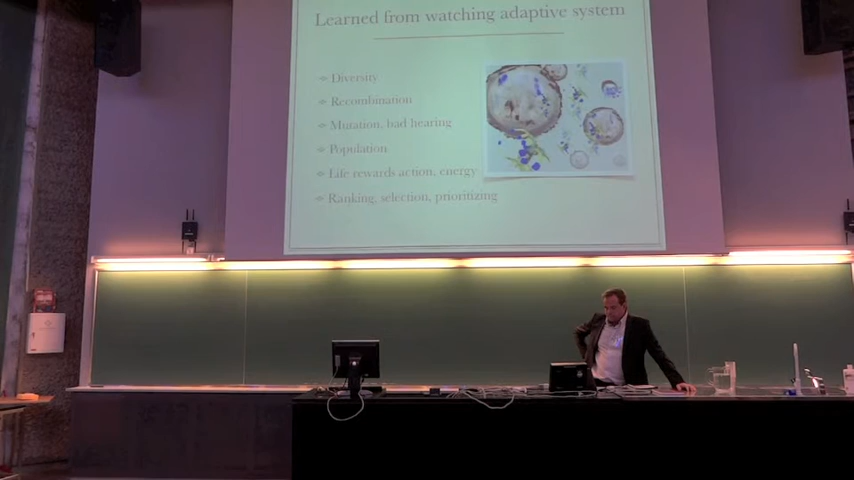 Learned from watching adaptive system
Diversity
Recombination
Mutation, bad hearing
Population
Life rewards action, energy
Ranking, selection, prioritizing